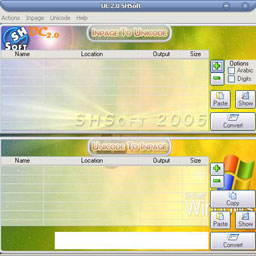 UC 2.0 SHSoft
Actions Inpage Unicode Help
SH SOFT UC 2.0
INPAGE TO UNICODE
Name Location Output Size
Options
Arabic
Digits
Paste Show
Convert
SHSoft 2005
UNICODE TO INPAGE
Name Location Output Size
Copy
Paste Show
Convert